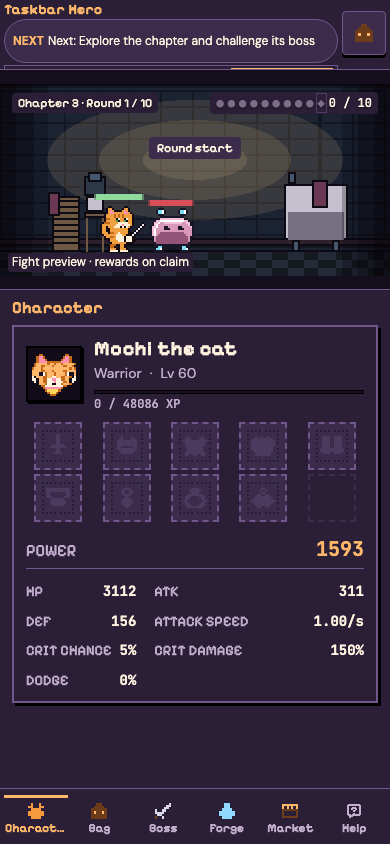 Taskbar Hero
NEXT Next: Explore the chapter and challenge its boss
Chapter 3 · Round 1 / 10
0 / 10
Round start
Fight preview · rewards on claim
Character
Mochi the cat
Warrior · Lv 60
0 / 48086 XP
POWER 1593
HP 3112 ATK 311
DEF 156 ATTACK SPEED 1.00/s
CRIT CHANCE 5% CRIT DAMAGE 150%
DODGE 0%
Charact… Bag Boss Forge Market Help